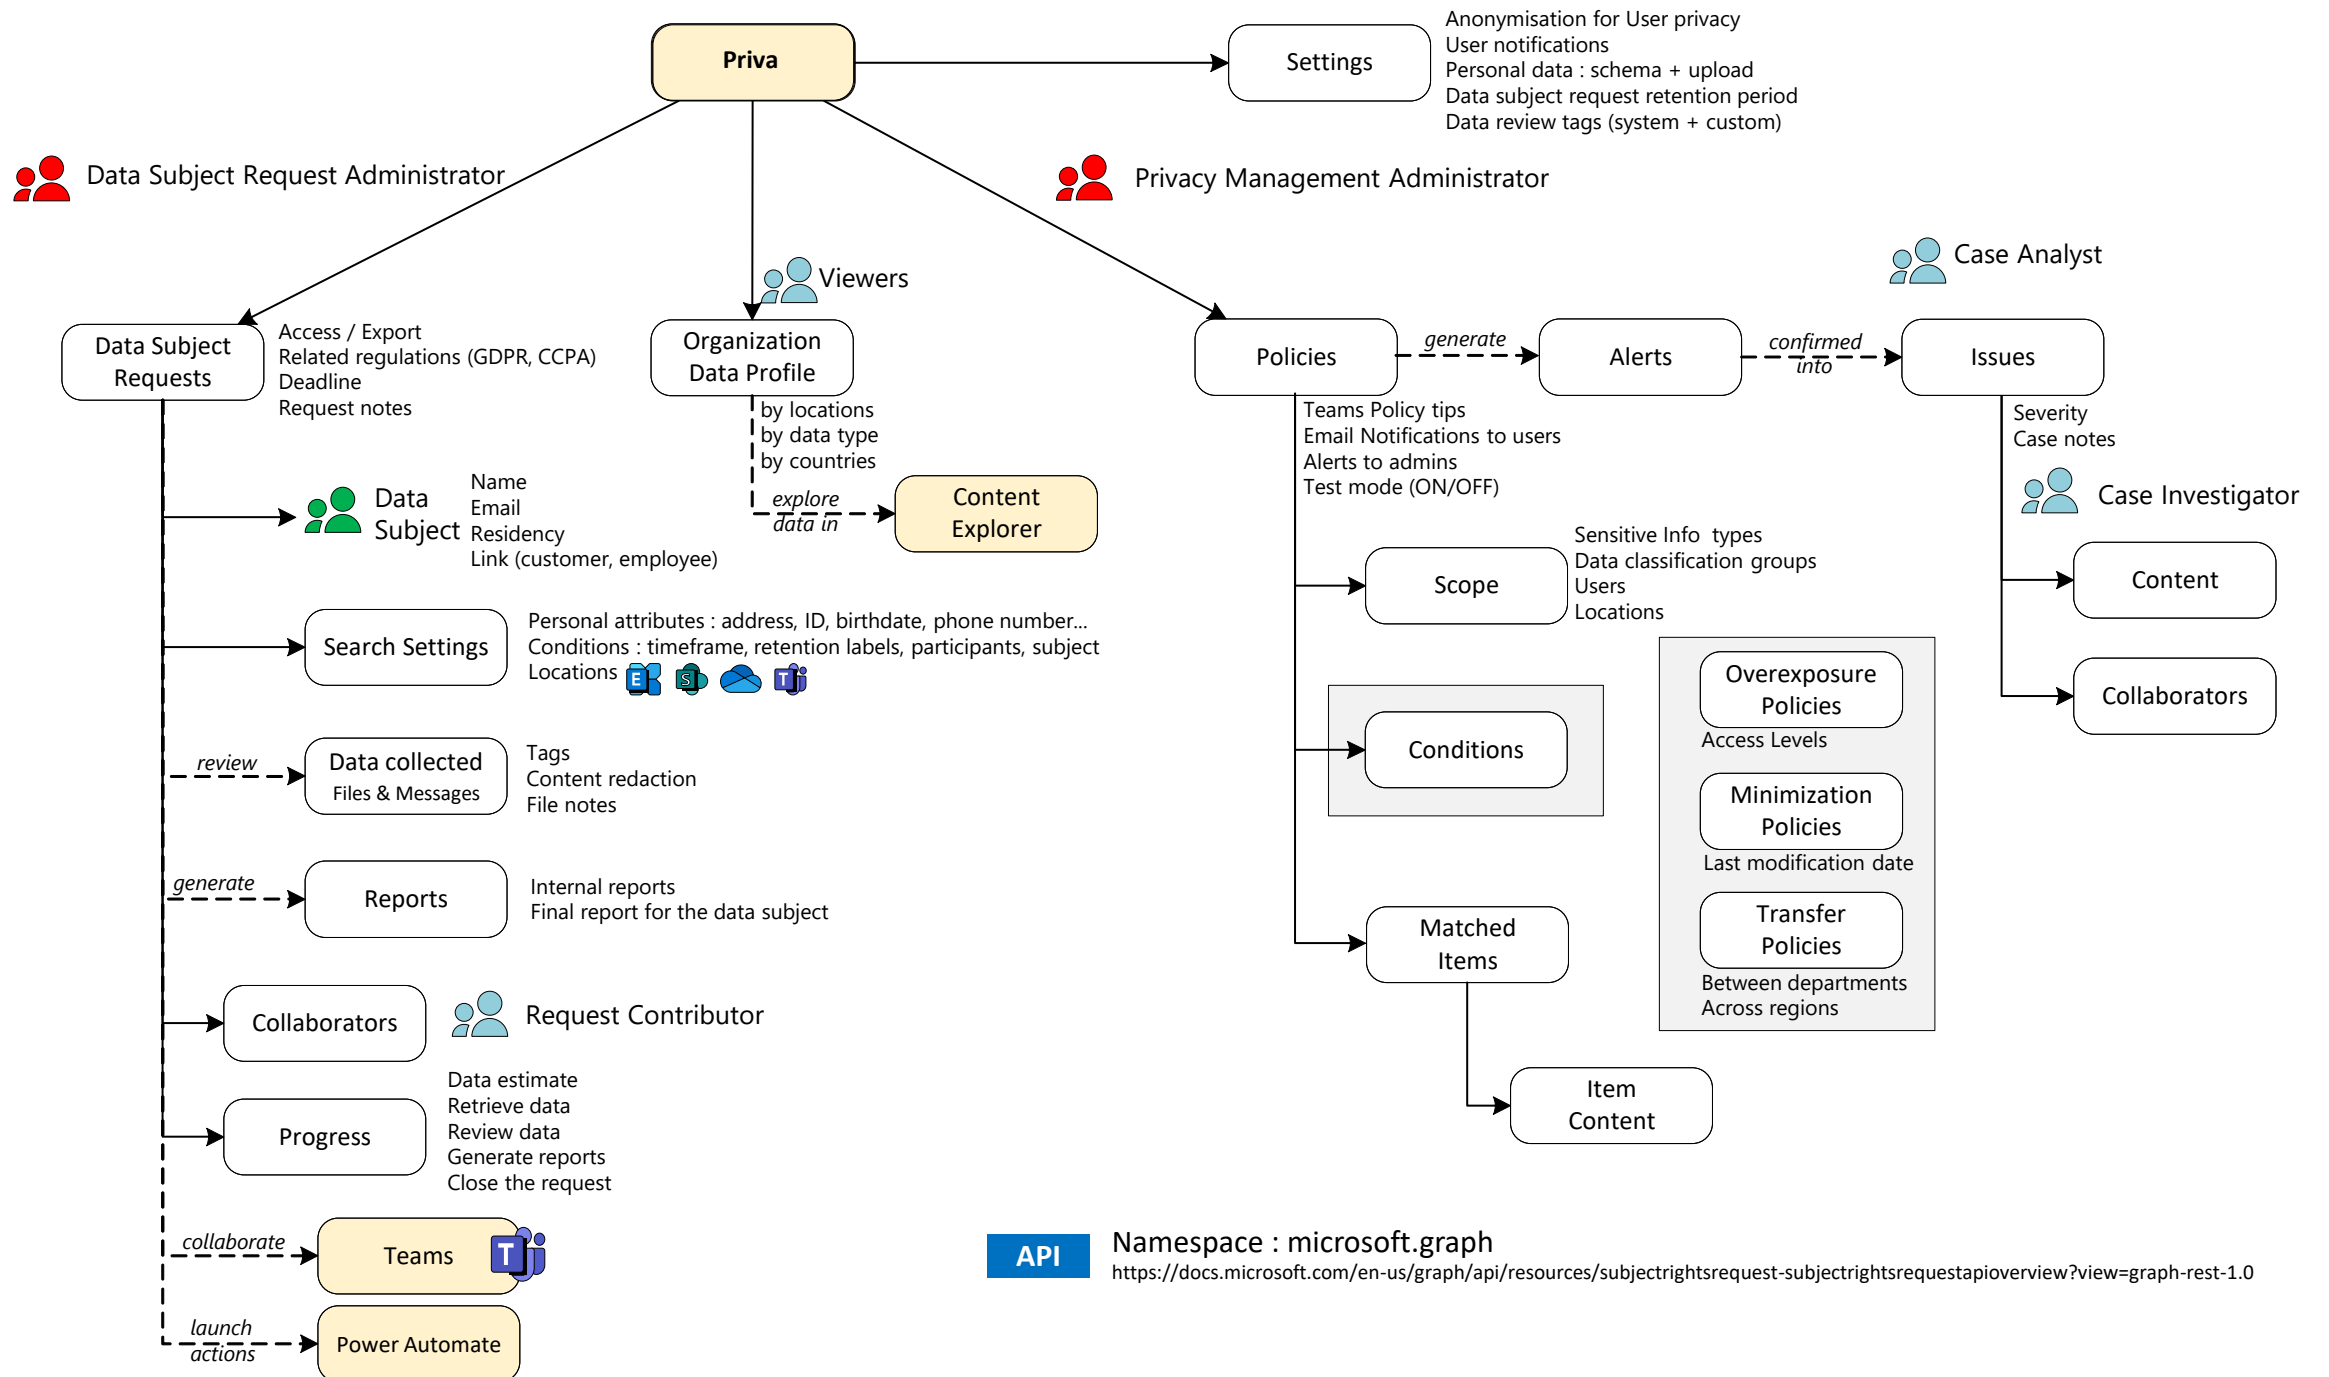 Priva
Settings
Anonymisation for User privacy
User notifications
Personal data : schema + upload
Data subject request retention period
Data review tags (system + custom)
Data Subject Request Administrator
Privacy Management Administrator
Viewers
Case Analyst
Data Subject
Requests
Access / Export
Related regulations (GDPR, CCPA)
Deadline
Request notes
Organization
Data Profile
by locations
by data type
by countries
explore
data in
Content
Explorer
Policies
generate
Alerts
confirmed
into
Issues
Teams Policy tips
Email Notifications to users
Alerts to admins
Test mode (ON/OFF)
Severity
Case notes
Case Investigator
Content
Collaborators
Data
Subject
Name
Email
Residency
Link (customer, employee)
Scope
Sensitive Info  types
Data classification groups
Users
Locations
Search Settings
Personal attributes : address, ID, birthdate, phone number...
Conditions : timeframe, retention labels, participants, subject
Locations
E
S
T
Conditions
Overexposure
Policies
Access Levels
Minimization
Policies
Last modification date
Transfer
Policies
Between departments
Across regions
review
Data collected
Files & Messages
Tags
Content redaction
File notes
generate
Reports
Internal reports
Final report for the data subject
Matched
Items
Item
Content
Collaborators
Request Contributor
Progress
Data estimate
Retrieve data
Review data
Generate reports
Close the request
collaborate
Teams
T
launch
actions
Power Automate
API
Namespace : microsoft.graph
https://docs.microsoft.com/en-us/graph/api/resources/subjectrightsrequest-subjectrightsrequestapioverview?view=graph-rest-1.0